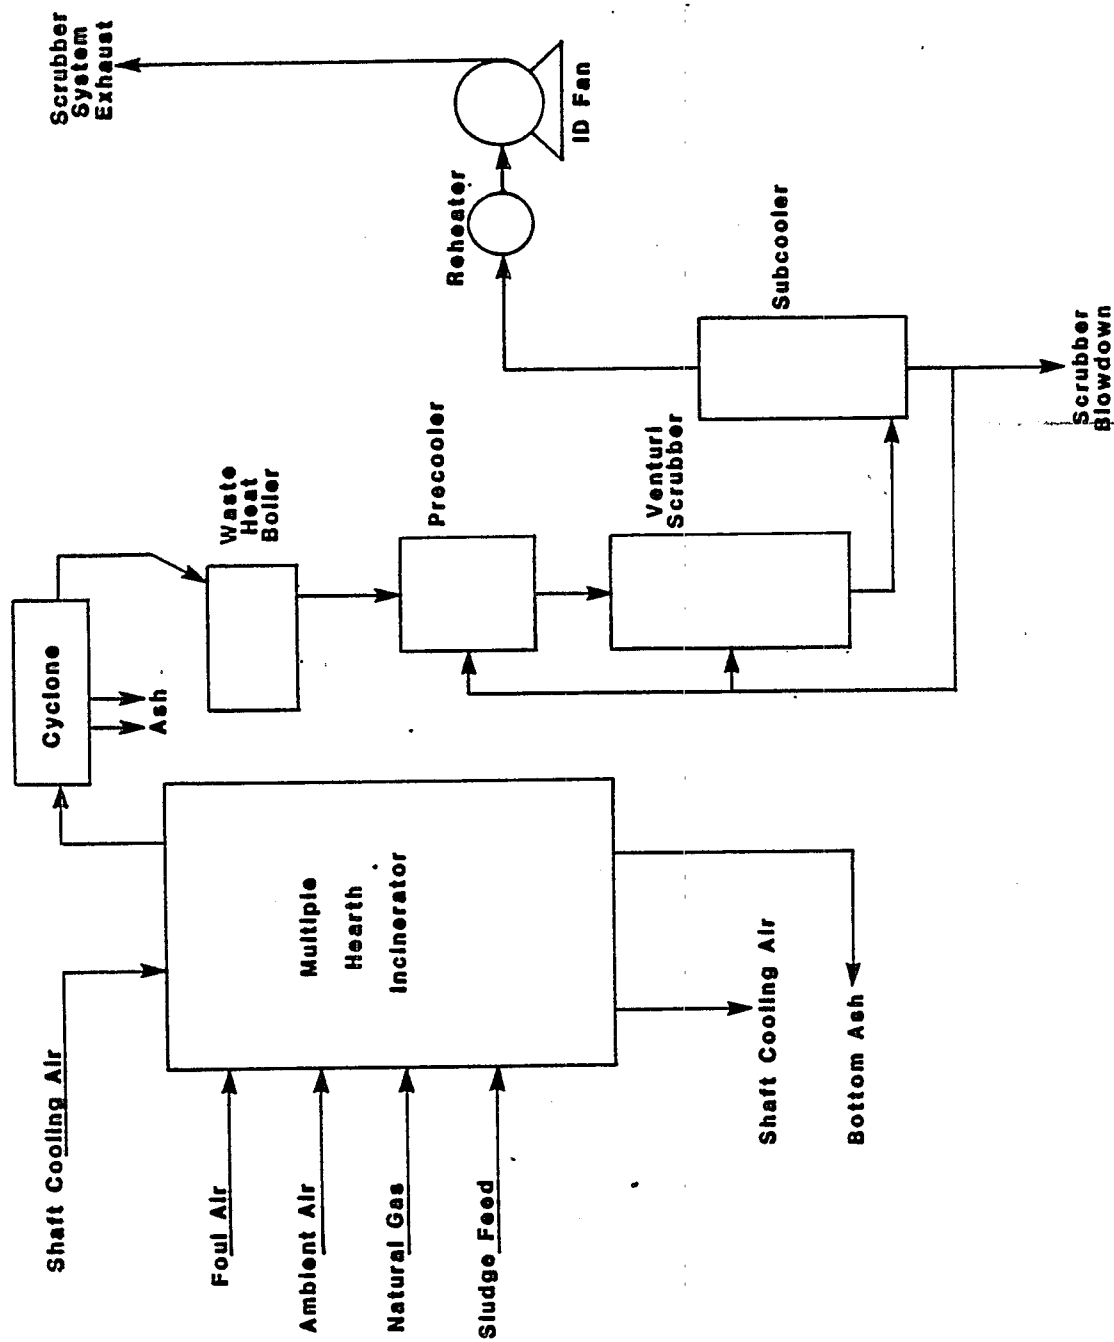 Scrubber
System
Exhaust
ID Fan
Reheater
Subcooler
Scrubber
Blowdown
Waste
Heat
Boiler
Precooler
Venturi
Scrubber
Cyclone
Ash
Multiple
Hearth
Incinerator
Shaft Cooling Air
Foul Air
Ambient Air
Natural Gas
Sludge Feed
Shaft Cooling Air
Bottom Ash